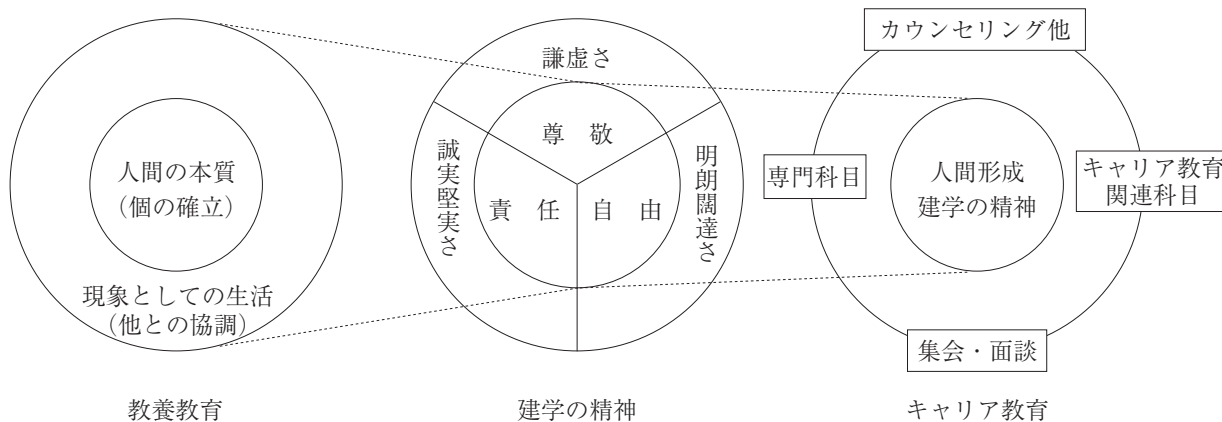 人間の本質
（個の確立）
現象としての生活
（他との協調）
教養教育
謙虚さ
尊　敬
誠実堅実さ
責　任
自　由
明朗闊達さ
建学の精神
カウンセリング他
専門科目
人間形成
建学の精神
キャリア教育
関連科目
集会・面談
キャリア教育